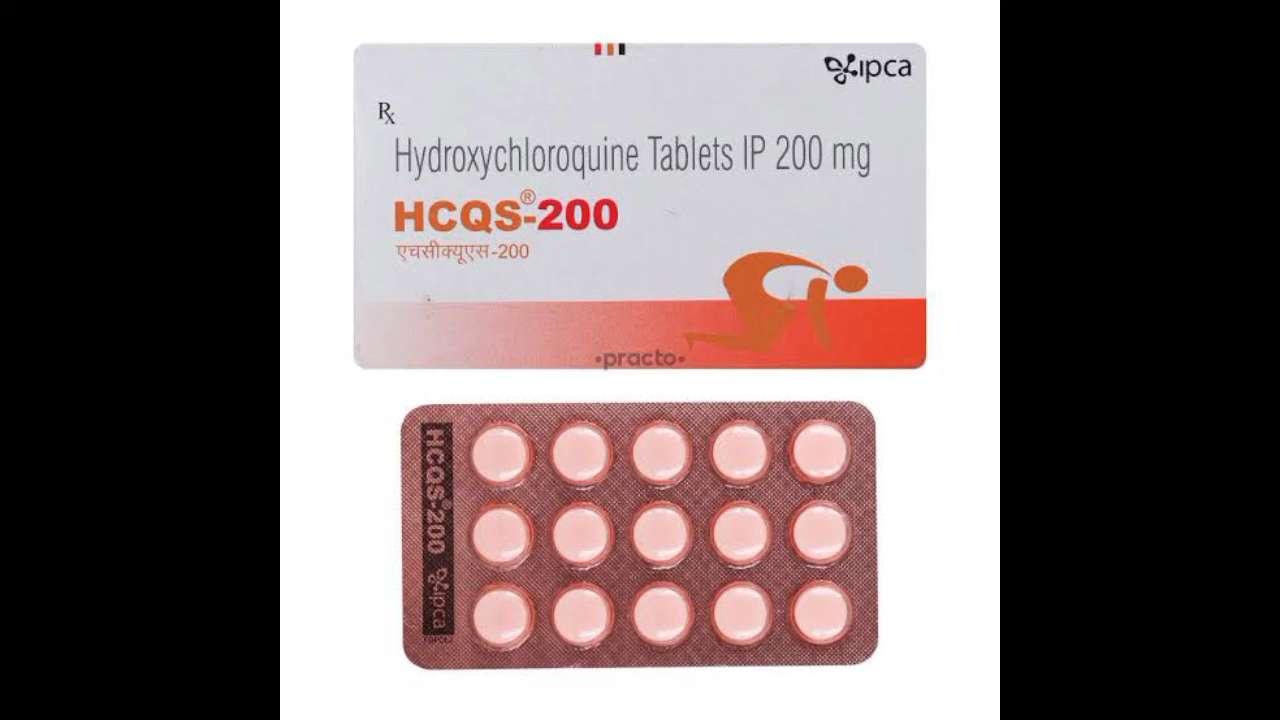 ipca
Rx
Hydroxychloroquine Tablets IP 200 mg
HCQS®-200
एचसीक्यूएस-200
•practo•
HCQS®-200 ipca